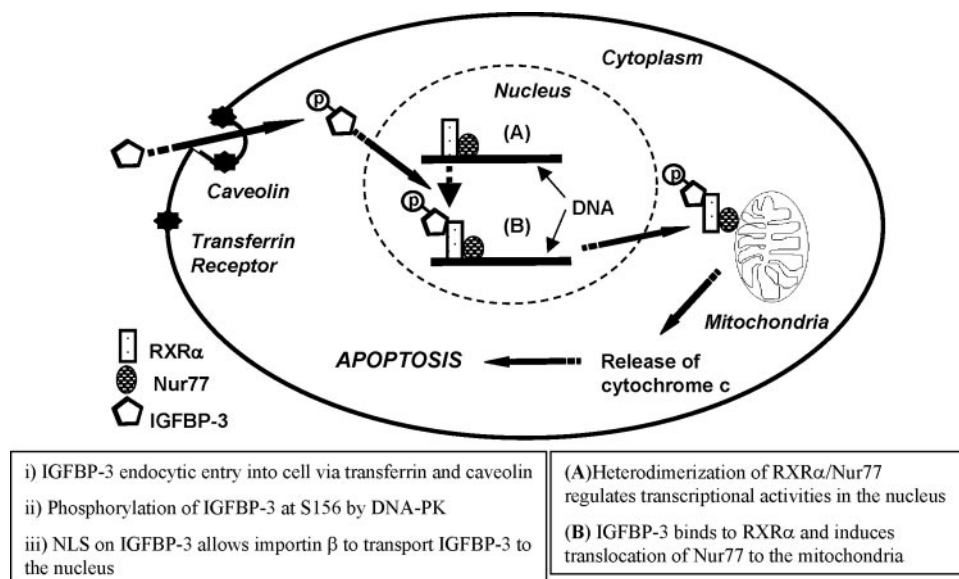 Cytoplasm
Nucleus
p
(A)
Caveolin
p
DNA
p
(B)
Transferrin
Receptor
Mitochondria
RXRα
APOPTOSIS
Release of
cytochrome c
Nur77
IGFBP-3
i) IGFBP-3 endocytic entry into cell via transferrin and caveolin
ii) Phosphorylation of IGFBP-3 at S156 by DNA-PK
iii) NLS on IGFBP-3 allows importin β to transport IGFBP-3 to
the nucleus
(A)Heterodimerization of RXRα/Nur77
regulates transcriptional activities in the nucleus
(B) IGFBP-3 binds to RXRα and induces
translocation of Nur77 to the mitochondria